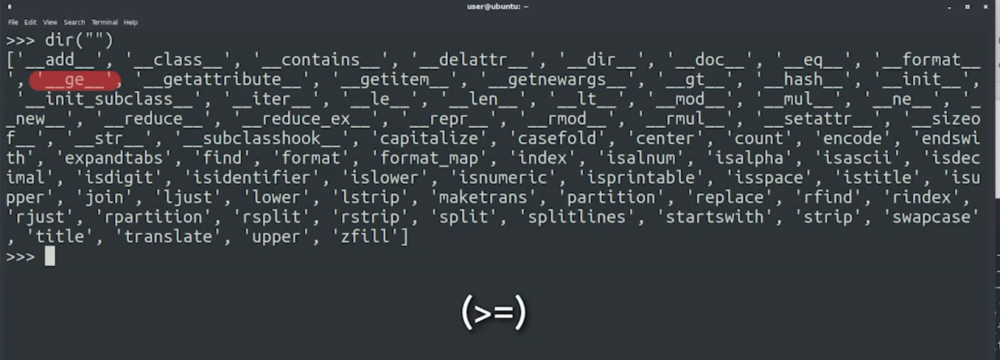 user@ubuntu: ~
File Edit View Search Terminal Help
>>> dir("")
['__add__', '__class__', '__contains__', '__delattr__', '__dir__', '__doc__', '__eq__', '__format__
', '__ge__', '__getattribute__', '__getitem__', '__getnewargs__', '__gt__', '__hash__', '__init__',
 '__init_subclass__', '__iter__', '__le__', '__len__', '__lt__', '__mod__', '__mul__', '__ne__', '_
_new__', '__reduce__', '__reduce_ex__', '__repr__', '__rmod__', '__rmul__', '__setattr__', '__sizeo
f__', '__str__', '__subclasshook__', 'capitalize', 'casefold', 'center', 'count', 'encode', 'endswi
th', 'expandtabs', 'find', 'format', 'format_map', 'index', 'isalnum', 'isalpha', 'isascii', 'isdec
imal', 'isdigit', 'isidentifier', 'islower', 'isnumeric', 'isprintable', 'isspace', 'istitle', 'isu
pper', 'join', 'ljust', 'lower', 'lstrip', 'maketrans', 'partition', 'replace', 'rfind', 'rindex',
'rjust', 'rpartition', 'rsplit', 'rstrip', 'split', 'splitlines', 'startswith', 'strip', 'swapcase'
, 'title', 'translate', 'upper', 'zfill']
>>>
(>=)